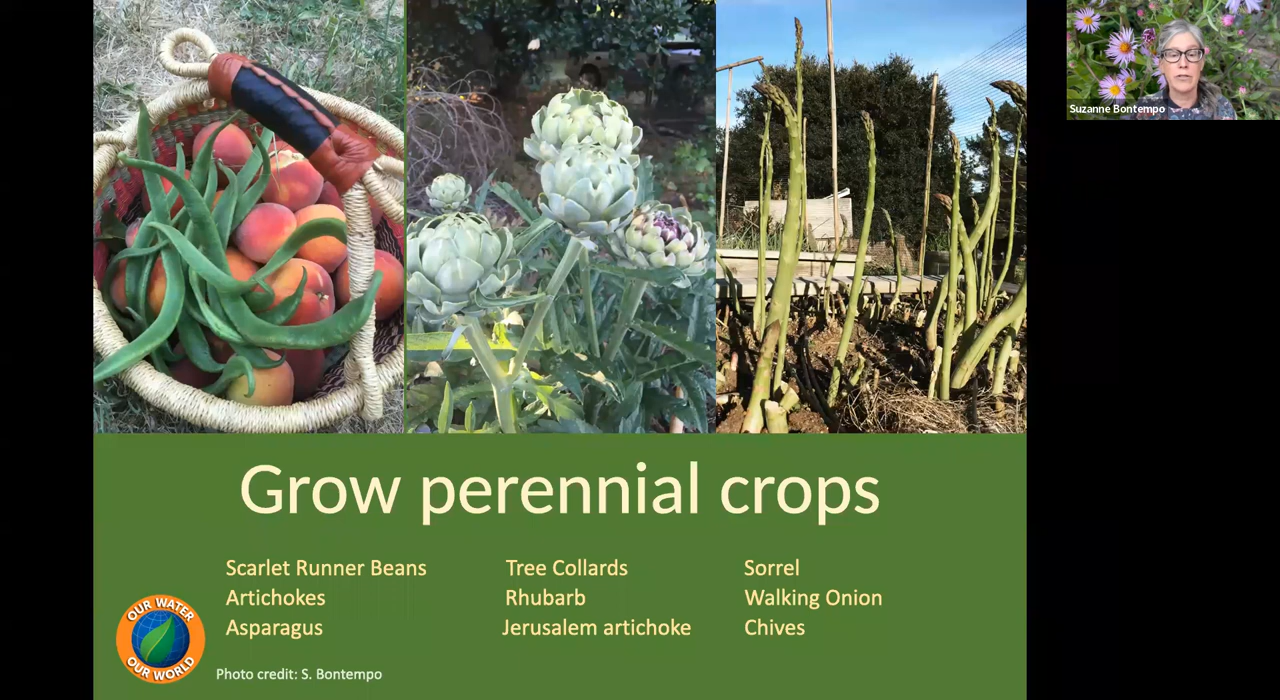 Suzanne Bontempo
Grow perennial crops
Scarlet Runner Beans
Artichokes
Asparagus
Tree Collards
Rhubarb
Jerusalem artichoke
Sorrel
Walking Onion
Chives
OUR WATER
OUR WORLD
Photo credit: S. Bontempo